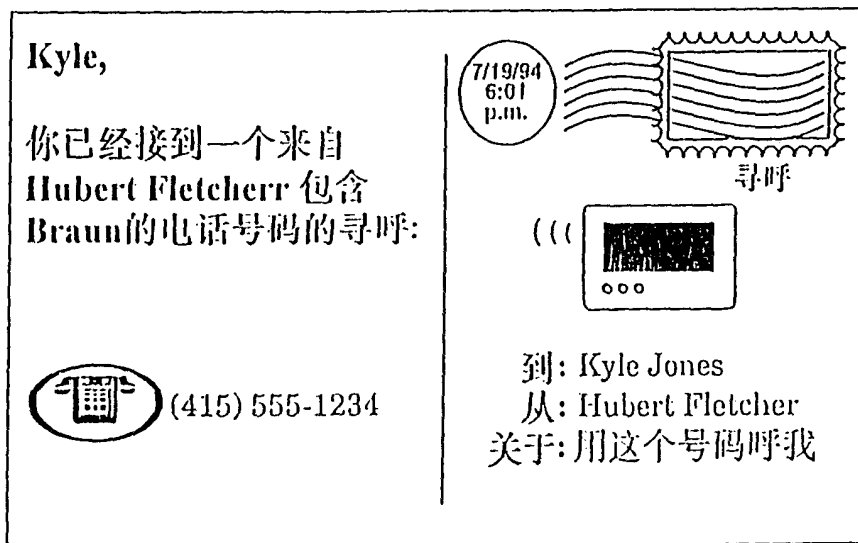 Kyle,
你已经接到一个来自
Hubert Fletcherr 包含
Braun的电话号码的寻呼:
(415) 555-1234
7/19/94
6:01
p.m.
寻呼
到: Kyle Jones
从: Hubert Fletcher
关于: 用这个号码呼我